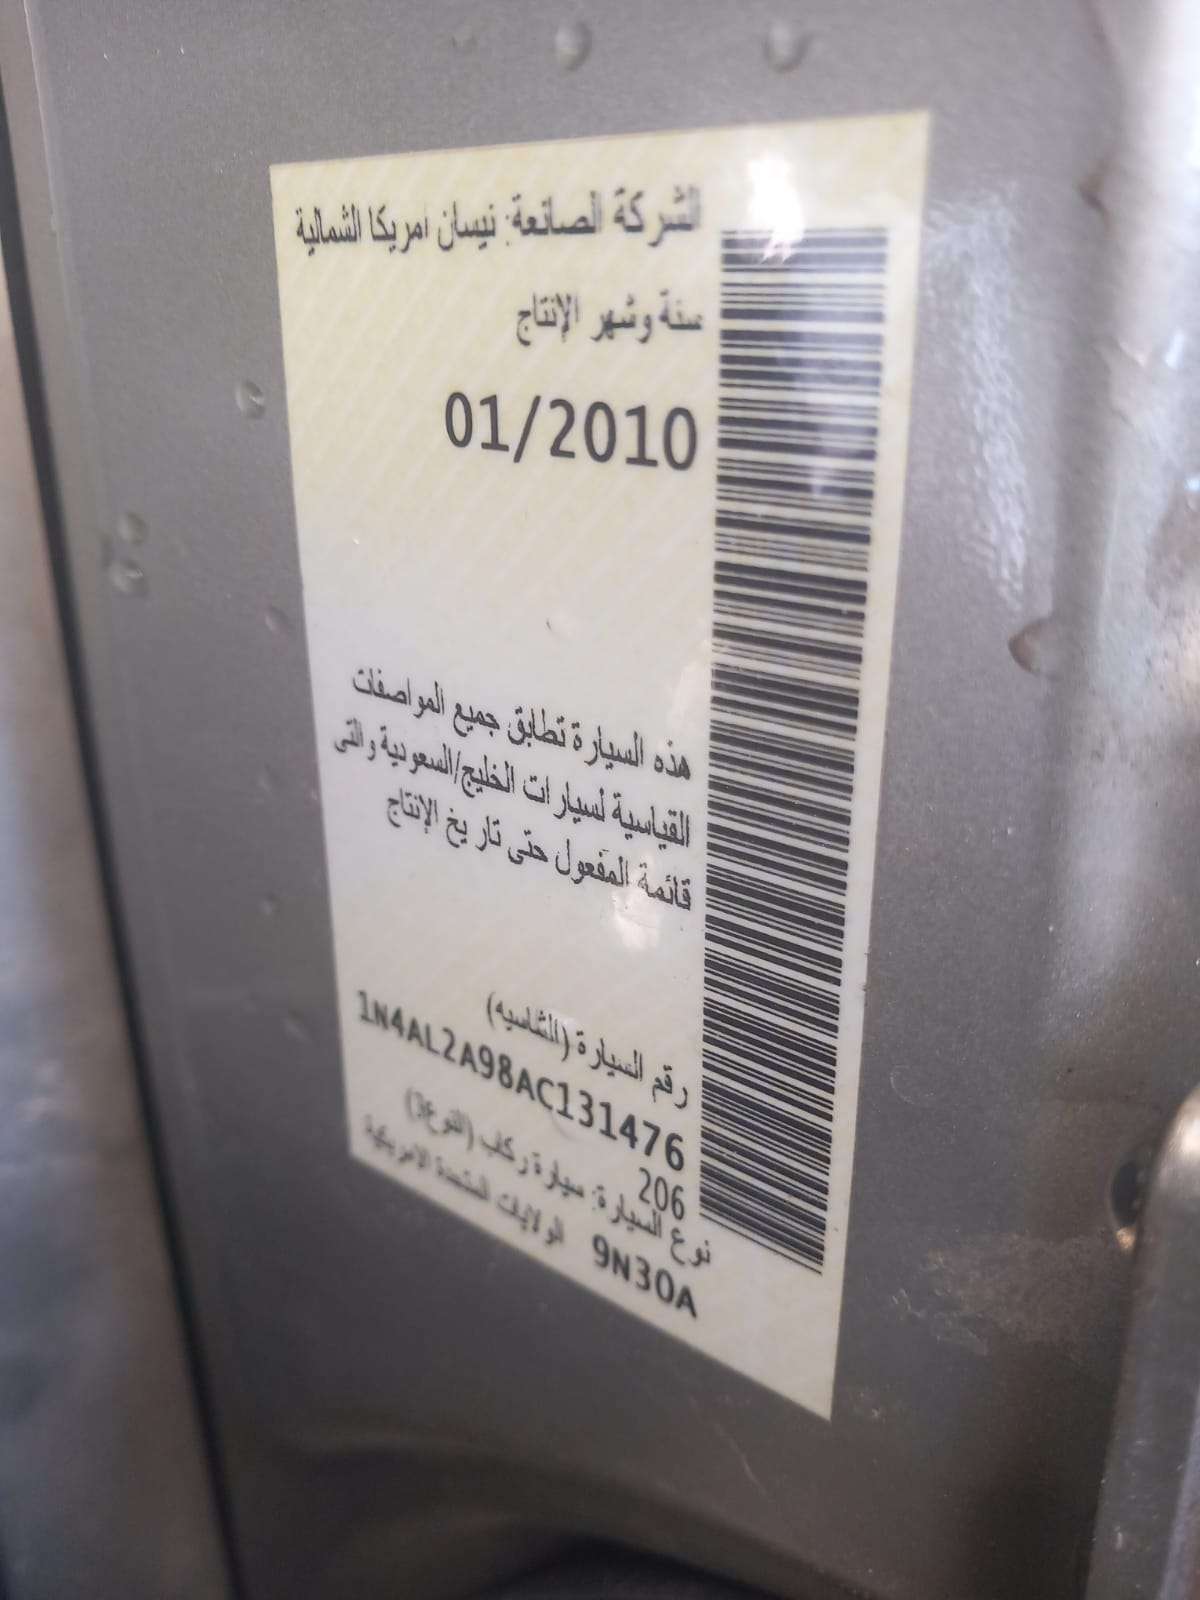 الشركة الصانعة: نيسان امريكا الشمالية
سنة وشهر الإنتاج
01/2010
هذه السيارة تطابق جميع المواصفات
القياسية لسيارات الخليج/السعودية والتى
قائمة المفعول حتى تاريخ الإنتاج
رقم السيارة (الشاسيه)
1N4AL2A98AC131476
206
نوع السيارة: سيارة ركاب (النوع3)
9N30A الولايات المتحدة الامريكية